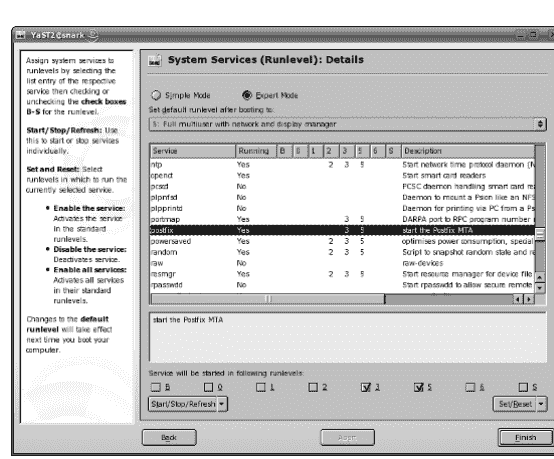 YaST2@snark
Assign system services to
runlevels by selecting the
list entry of the respective
service then checking or
unchecking the check boxes
B-S for the runlevel.
Start/Stop/Refresh: Use
this to start or stop services
individually.
Set and Reset: Select
runlevels in which to run the
currently selected service.
• Enable the service:
Activates the service
in the standard
runlevels.
• Disable the service:
Deactivates service.
• Enable all services:
Activates all services
in their standard
runlevels.
Changes to the default
runlevel will take effect
next time you boot your
computer.
System Services (Runlevel): Details
Simple Mode Expert Mode
Set default runlevel after booting to:
5: Full multiuser with network and display manager
Service Running B 0 1 2 3 5 6 S Description
ntp Yes 2 3 5 Start network time protocol daemon (N
opend Yes Start smart card readers
pcscd No PCSC daemon handling smart card re
plpnfsd No Daemon to mount a Psion like an NFS
plpprintd No Daemon for printing via PC from a Ps
portmap Yes 3 5 DARPA port to RPC program number
postfix Yes 3 5 start the Postfix MTA
powersaved Yes 2 3 5 optimises power consumption, special
random Yes 2 3 5 Script to snapshot random state and re
raw No raw-devices
resmgr Yes 2 3 5 Start resource manager for device file
rpasswdd No Start rpasswdd to allow secure remote
start the Postfix MTA
Service will be started in following runlevels:
B 0 1 2 3 5 6 S
Start/Stop/Refresh Set/Reset
Back Abort Finish